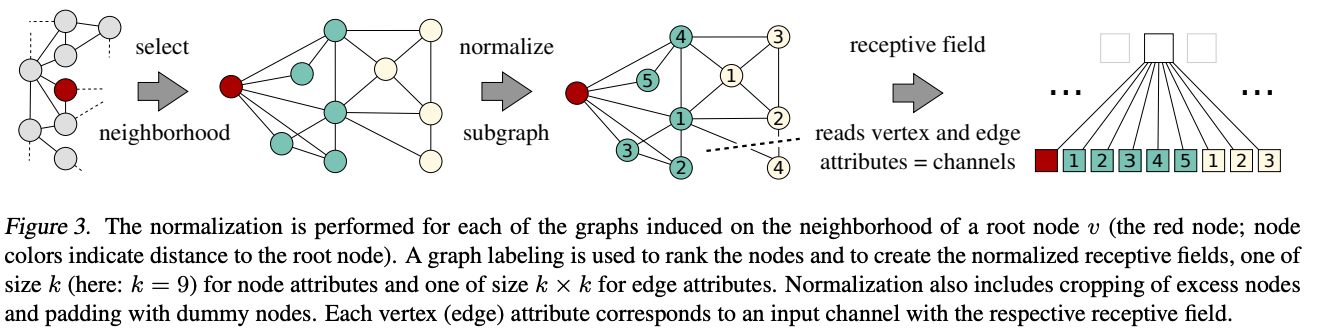 select
neighborhood
normalize
subgraph
4
3
5
1
1
2
3
2
4
receptive field
reads vertex and edge
attributes = channels
...
...
1 2 3 4 5 1 2 3
Figure 3. The normalization is performed for each of the graphs induced on the neighborhood of a root node v (the red node; node
colors indicate distance to the root node). A graph labeling is used to rank the nodes and to create the normalized receptive fields, one of
size k (here: k = 9) for node attributes and one of size k × k for edge attributes. Normalization also includes cropping of excess nodes
and padding with dummy nodes. Each vertex (edge) attribute corresponds to an input channel with the respective receptive field.